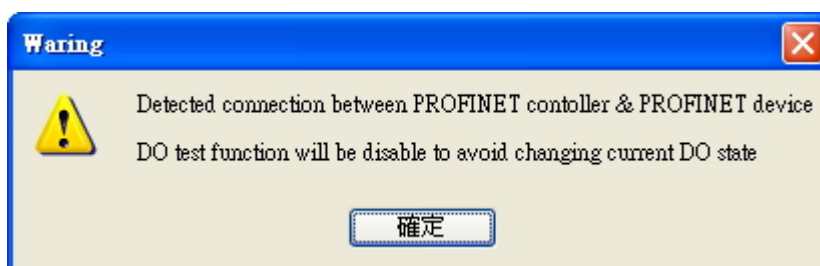 Waring
Detected connection between PROFINET contoller & PROFINET device
DO test function will be disable to avoid changing current DO state
確定